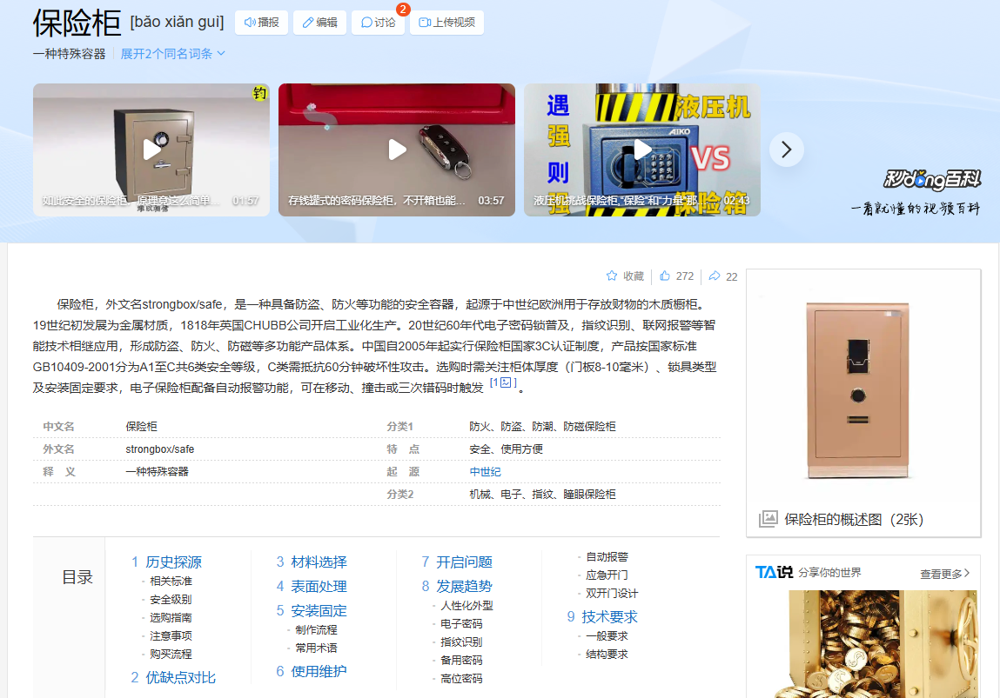 保险柜 [bǎo xiǎn guì] 播报 编辑 讨论 2 上传视频
一种特殊容器 展开2个同名词条
钓
如此安全的保险柜，原理竟这么简单... 01:57
存钱罐式的密码保险柜，不开箱也能... 03:57
遇强则
液压机
AIKO
VS
保险箱
液压机挑战保险柜,“保险”和“力量”那... 02:43
秒dong百科
一看就懂的视频百科
收藏 272 22
保险柜，外文名strongbox/safe，是一种具备防盗、防火等功能的安全容器，起源于中世纪欧洲用于存放财物的木质橱柜。
19世纪初发展为金属材质，1818年英国CHUBB公司开启工业化生产。20世纪60年代电子密码锁普及，指纹识别、联网报警等智
能技术相继应用，形成防盗、防火、防磁等多功能产品体系。中国自2005年起实行保险柜国家3C认证制度，产品按国家标准
GB10409-2001分为A1至C共6类安全等级，C类需抵抗60分钟破坏性攻击。选购时需关注柜体厚度（门板8-10毫米）、锁具类型
及安装固定要求，电子保险柜配备自动报警功能，可在移动、撞击或三次错码时触发 [1]。
中文名 保险柜 分类1 防火、防盗、防潮、防磁保险柜
外文名 strongbox/safe 特 点 安全、使用方便
释 义 一种特殊容器 起 源 中世纪
分类2 机械、电子、指纹、瞳眼保险柜
保险柜的概述图（2张）
目录
1 历史探源
- 相关标准
- 安全级别
- 选购指南
- 注意事项
- 购买流程
2 优缺点对比
3 材料选择
4 表面处理
5 安装固定
- 制作流程
- 常用术语
6 使用维护
7 开启问题
8 发展趋势
- 人性化外型
- 电子密码
- 指纹识别
- 备用密码
- 高位密码
- 自动报警
- 应急开门
- 双开门设计
9 技术要求
- 一般要求
- 结构要求
TA说 分享你的世界 查看更多